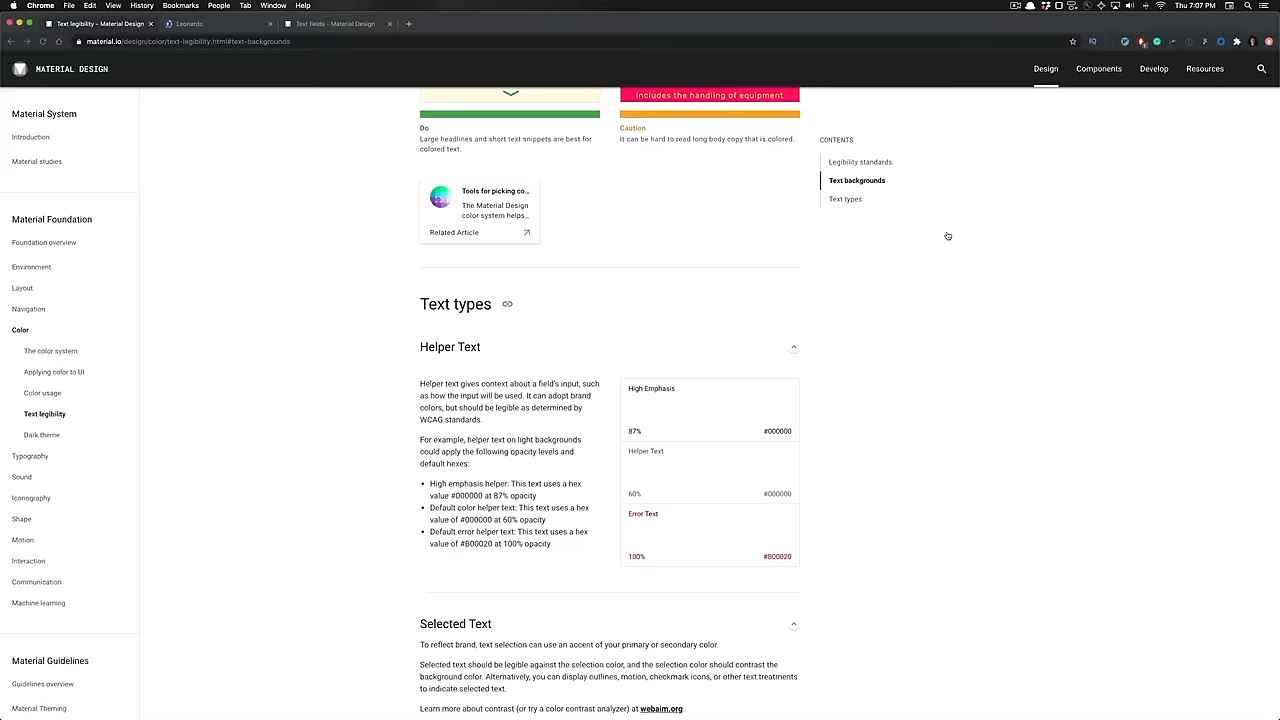 Chrome File Edit View History Bookmarks People Tab Window Help Thu 7:07 PM
Text legibility – Material Design Leonardo Text fields – Material Design
material.io/design/color/text-legibility.html#text-backgrounds
MATERIAL DESIGN Design Components Develop Resources
Material System
Introduction
Material studies
Material Foundation
Foundation overview
Environment
Layout
Navigation
Color
The color system
Applying color to UI
Color usage
Text legibility
Dark theme
Typography
Sound
Iconography
Shape
Motion
Interaction
Communication
Machine learning
Material Guidelines
Guidelines overview
Material Theming
includes the handling of equipment
Do
Large headlines and short text snippets are best for
colored text.
Caution
It can be hard to read long body copy that is colored.
Tools for picking co...
The Material Design
color system helps...
Related Article
Text types
Helper Text
Helper text gives context about a field's input, such
as how the input will be used. It can adopt brand
colors, but should be legible as determined by
WCAG standards.
For example, helper text on light backgrounds
could apply the following opacity levels and
default hexes:
• High emphasis helper: This text uses a hex
value #000000 at 87% opacity
• Default color helper text: This text uses a hex
value of #000000 at 60% opacity
• Default error helper text: This text uses a hex
value of #B00020 at 100% opacity
High Emphasis
87% #000000
Helper Text
60% #000000
Error Text
100% #B00020
Selected Text
To reflect brand, text selection can use an accent of your primary or secondary color.
Selected text should be legible against the selection color, and the selection color should contrast the
background color. Alternatively, you can display outlines, motion, checkmark icons, or other text treatments
to indicate selected text.
Learn more about contrast (or try a color contrast analyzer) at webaim.org.
CONTENTS
Legibility standards
Text backgrounds
Text types